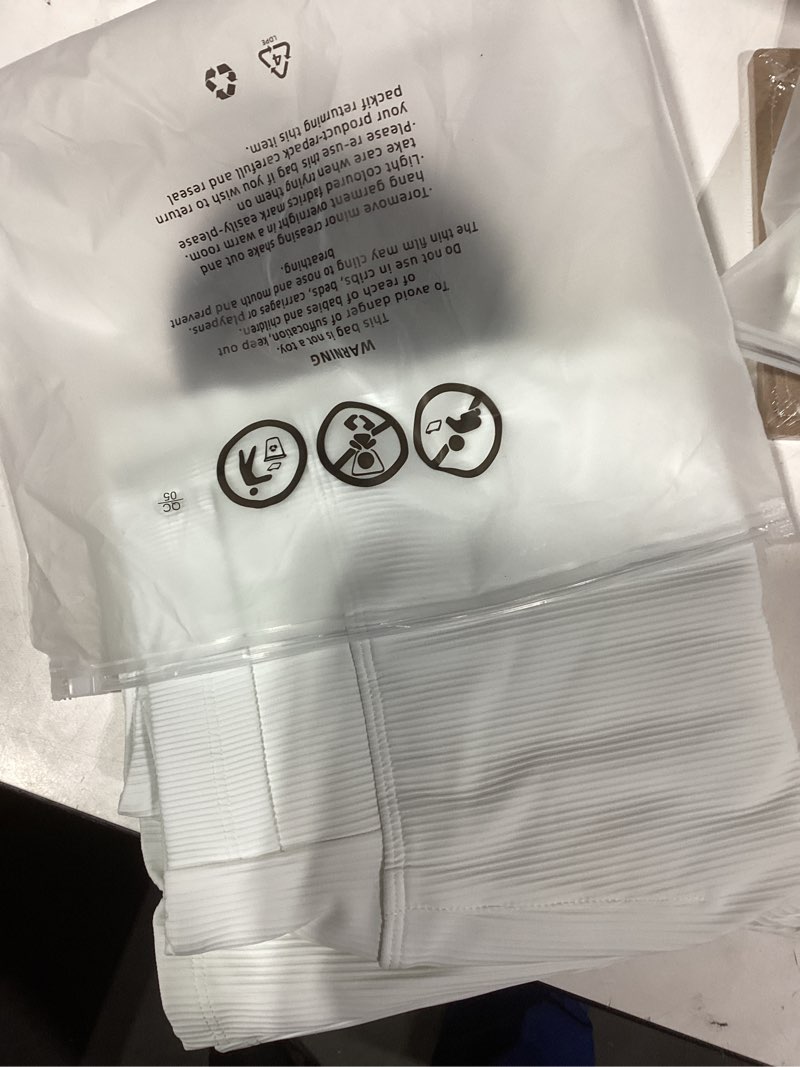 QC
05
WARNING
This bag is not a toy.
To avoid danger of suffocation, keep out
of reach of babies and children.
Do not use in cribs, beds, carriages or playpens.
The thin film may cling to nose and mouth and prevent
breathing.
·Toremove minor creasing shake out and
hang garment overnight in a warm room.
·Light coloured fadrics mark easily-please
take care when trying them on
·Please re-use this bag if you wish to return
your product-repack carefull and reseal
packif returning this item.
4
LDPE